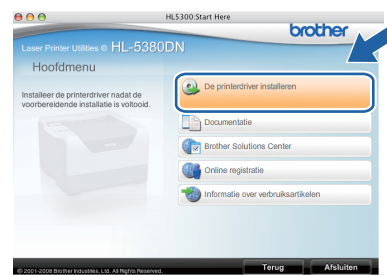 HL5300:Start Here
brother
Laser Printer Utilities ® HL-5380DN
Hoofdmenu
Installeer de printerdriver nadat de
voorbereidende installatie is voltooid.
De printerdriver installeren
Documentatie
Brother Solutions Center
Online registratie
Informatie over verbruiksartikelen
© 2001-2008 Brother Industries, Ltd. All Rights Reserved.
Terug
Afsluiten